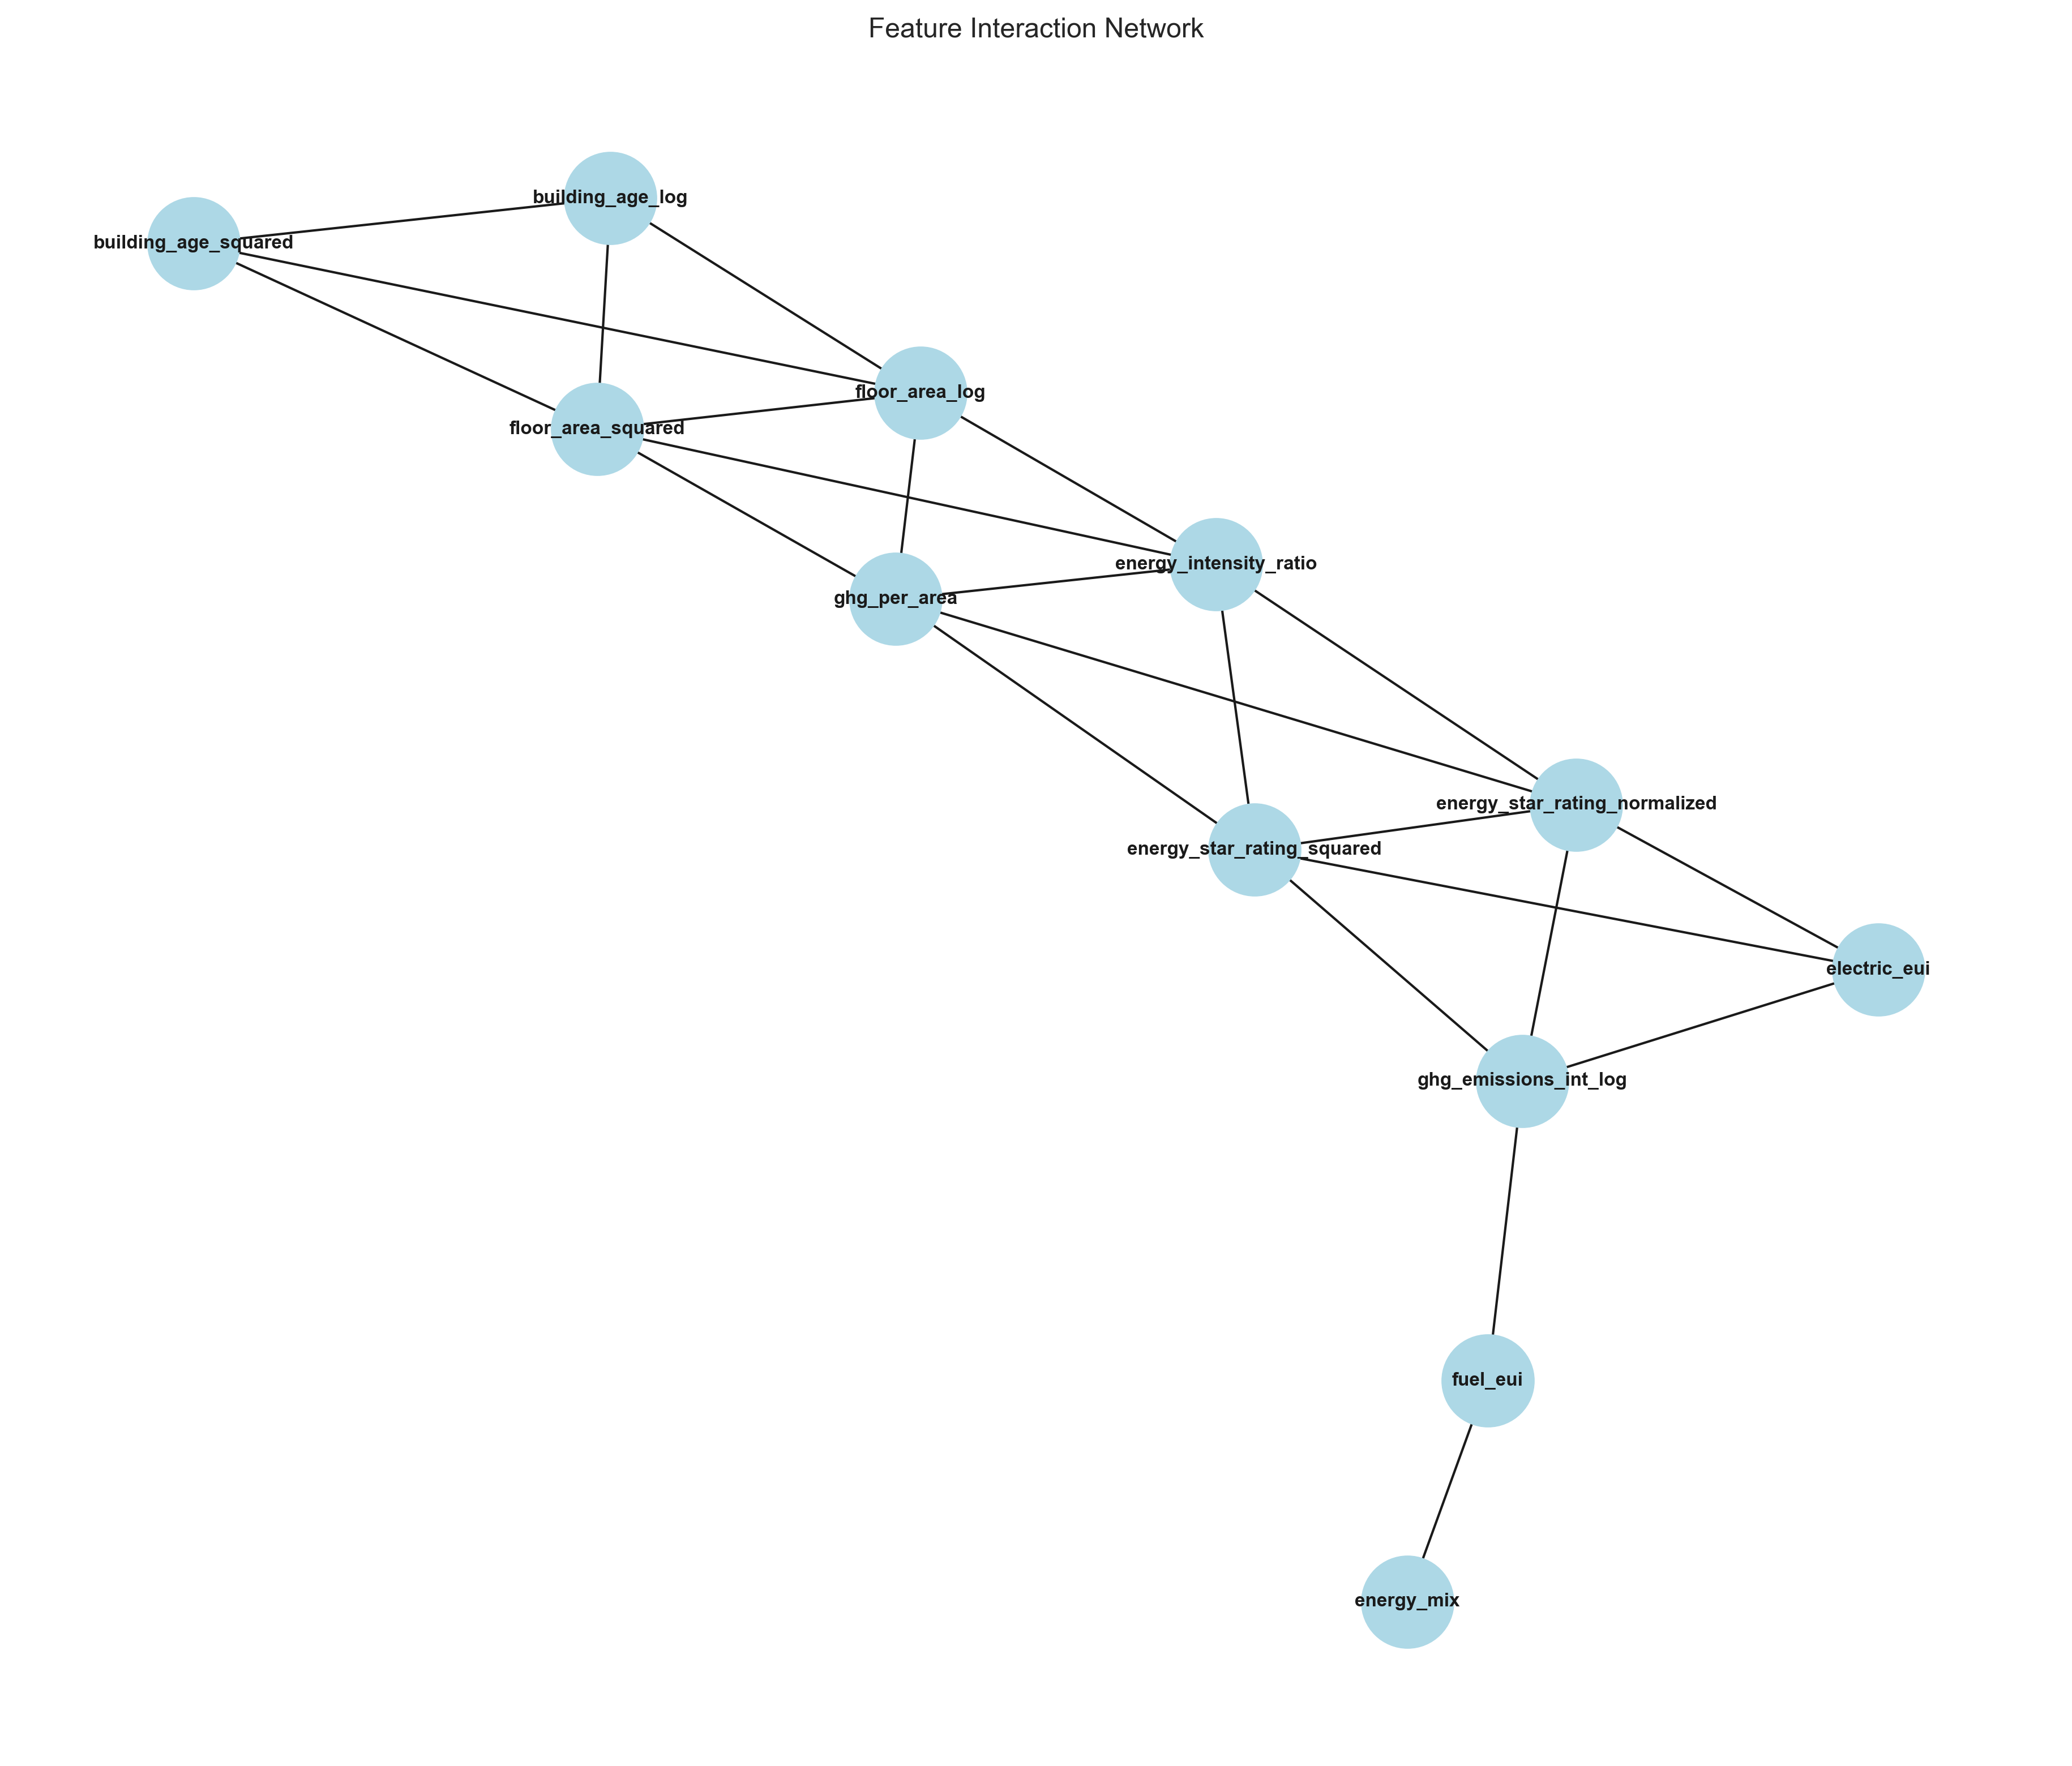 Feature Interaction Network
building_age_log
building_age_squared
floor_area_log
floor_area_squared
energy_intensity_ratio
ghg_per_area
energy_star_rating_normalized
energy_star_rating_squared
electric_eui
ghg_emissions_int_log
fuel_eui
energy_mix